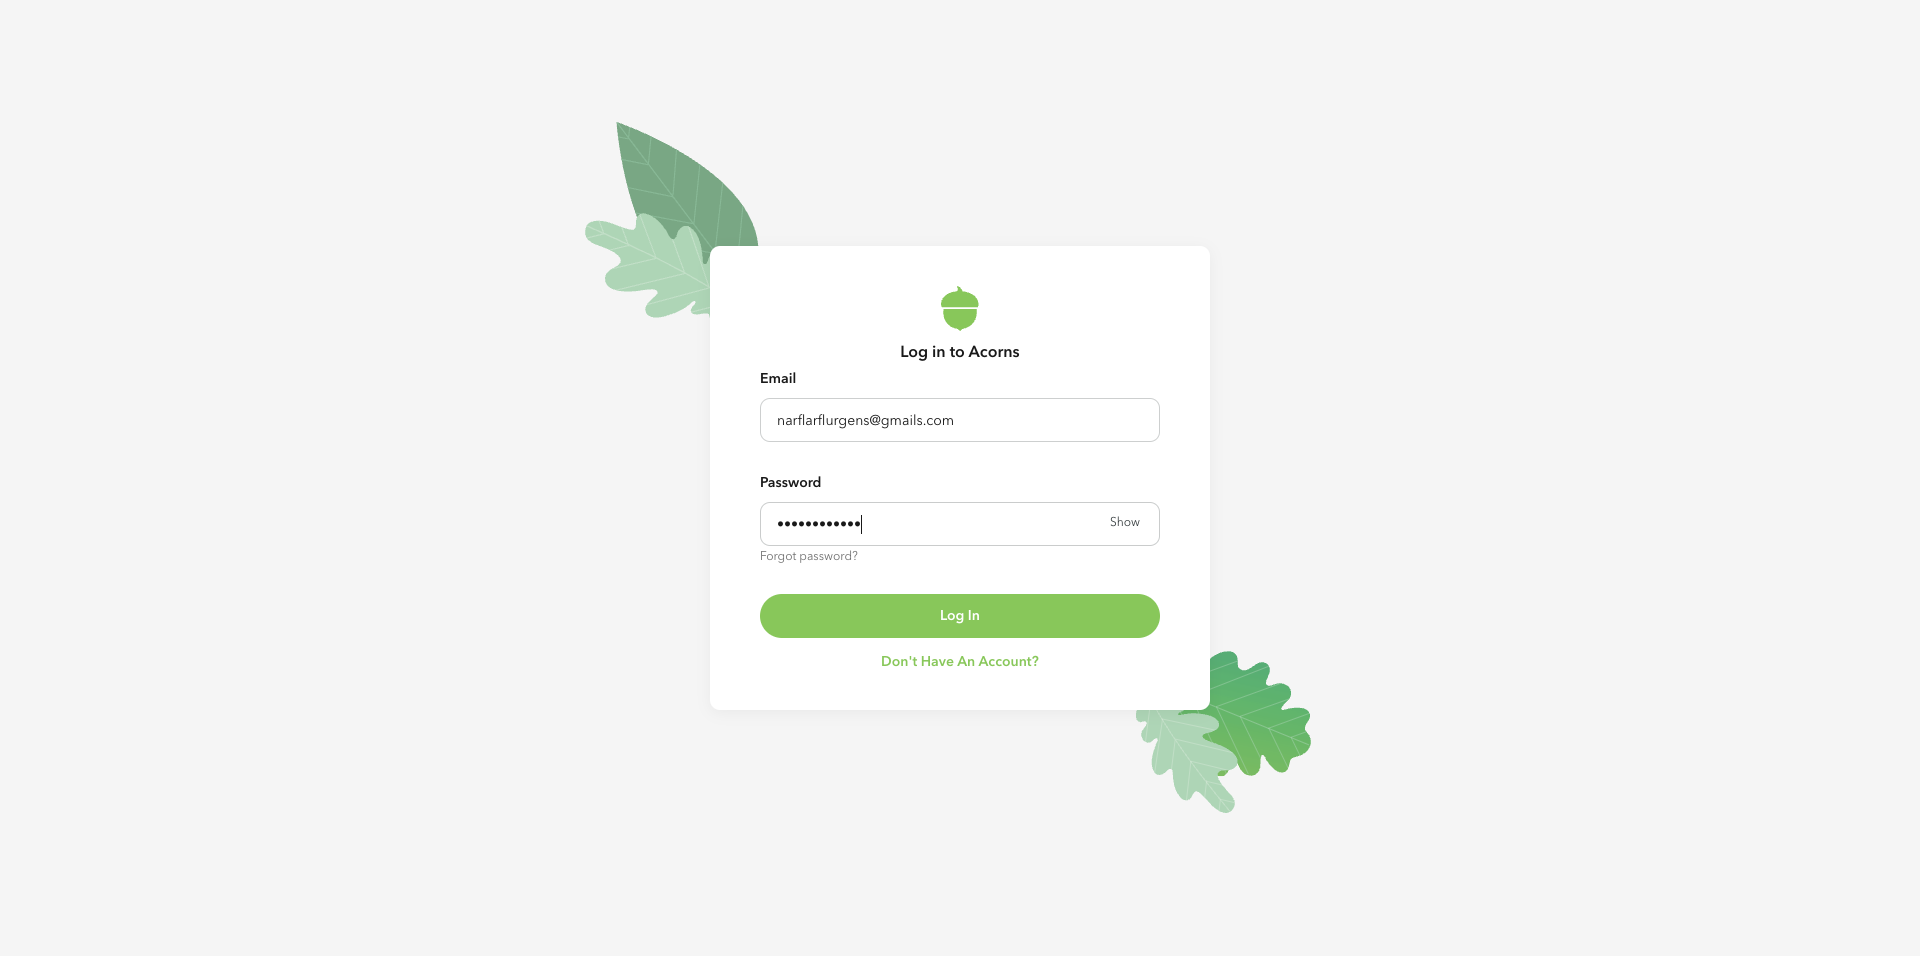 Log in to Acorns
Email
narflarflurgens@gmails.com
Password
•••••••••••• Show
Forgot password?
Log In
Don't Have An Account?